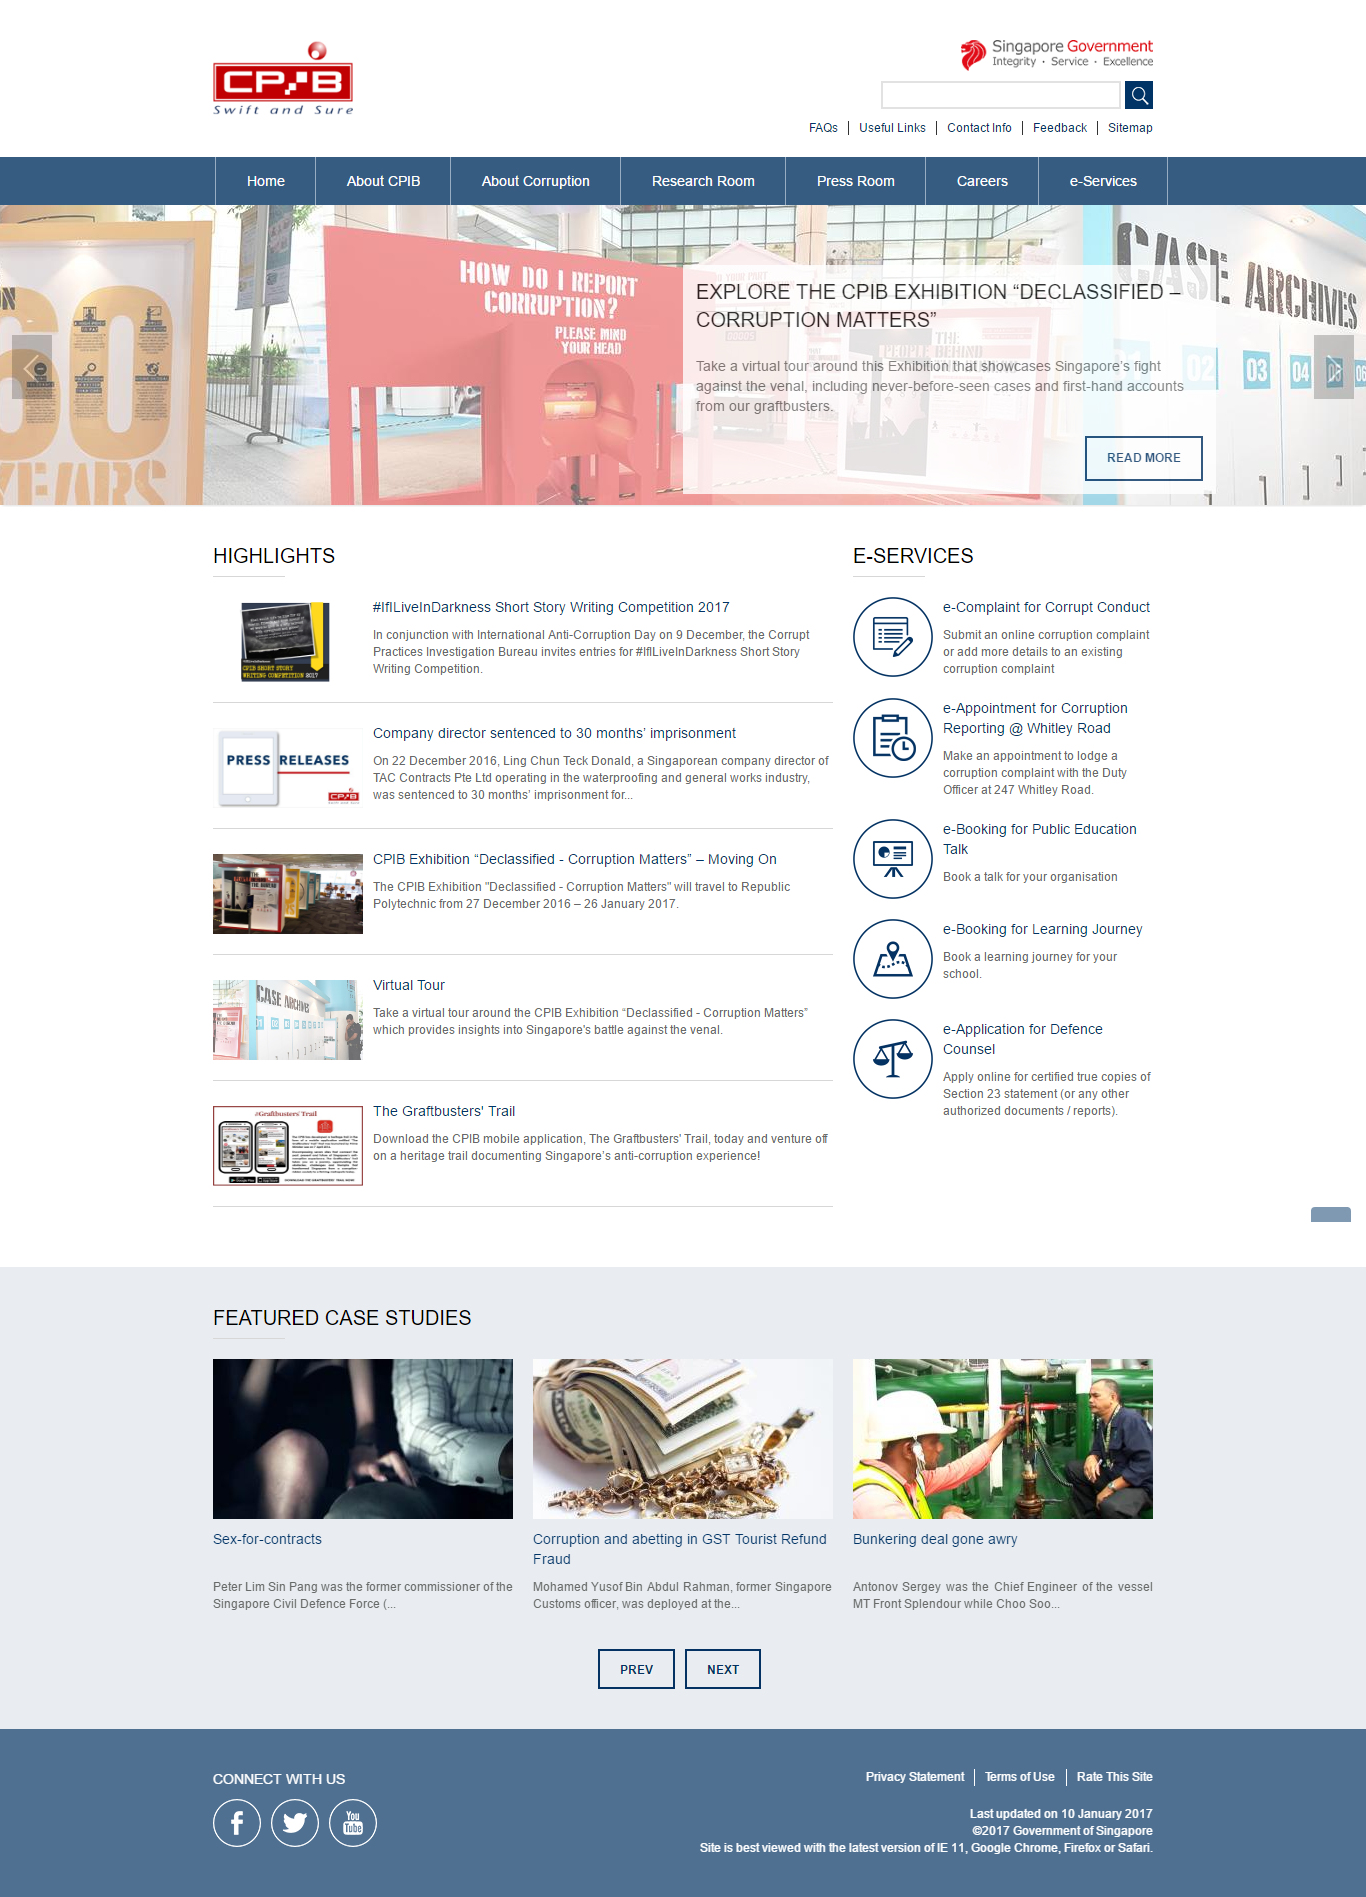 CPIB
Swift and Sure
Singapore Government
Integrity · Service · Excellence
FAQs
Useful Links
Contact Info
Feedback
Sitemap
Home
About CPIB
About Corruption
Research Room
Press Room
Careers
e-Services
60
YEARS
HOW DO I REPORT
CORRUPTION?
PLEASE MIND
YOUR HEAD
CASE ARCHIVES
02
03
04
EXPLORE THE CPIB EXHIBITION “DECLASSIFIED –
CORRUPTION MATTERS”
Take a virtual tour around this Exhibition that showcases Singapore’s fight
against the venal, including never-before-seen cases and first-hand accounts
from our graftbusters.
READ MORE
HIGHLIGHTS
#IfILiveInDarkness Short Story Writing Competition 2017
In conjunction with International Anti-Corruption Day on 9 December, the Corrupt
Practices Investigation Bureau invites entries for #IfILiveInDarkness Short Story
Writing Competition.
CPIB SHORT STORY
WRITING COMPETITION 2017
Company director sentenced to 30 months’ imprisonment
On 22 December 2016, Ling Chun Teck Donald, a Singaporean company director of
TAC Contracts Pte Ltd operating in the waterproofing and general works industry,
was sentenced to 30 months’ imprisonment for...
PRESS RELEASES
CPIB
CPIB Exhibition “Declassified - Corruption Matters” – Moving On
The CPIB Exhibition "Declassified - Corruption Matters" will travel to Republic
Polytechnic from 27 December 2016 – 26 January 2017.
Virtual Tour
Take a virtual tour around the CPIB Exhibition “Declassified - Corruption Matters”
which provides insights into Singapore's battle against the venal.
CASE ARCHIVES
The Graftbusters' Trail
Download the CPIB mobile application, The Graftbusters' Trail, today and venture off
on a heritage trail documenting Singapore’s anti-corruption experience!
#Graftbusters' Trail
E-SERVICES
e-Complaint for Corrupt Conduct
Submit an online corruption complaint
or add more details to an existing
corruption complaint
e-Appointment for Corruption
Reporting @ Whitley Road
Make an appointment to lodge a
corruption complaint with the Duty
Officer at 247 Whitley Road.
e-Booking for Public Education
Talk
Book a talk for your organisation
e-Booking for Learning Journey
Book a learning journey for your
school.
e-Application for Defence
Counsel
Apply online for certified true copies of
Section 23 statement (or any other
authorized documents / reports).
FEATURED CASE STUDIES
Sex-for-contracts
Peter Lim Sin Pang was the former commissioner of the
Singapore Civil Defence Force (...
Corruption and abetting in GST Tourist Refund
Fraud
Mohamed Yusof Bin Abdul Rahman, former Singapore
Customs officer, was deployed at the...
Bunkering deal gone awry
Antonov Sergey was the Chief Engineer of the vessel
MT Front Splendour while Choo Soo...
PREV
NEXT
CONNECT WITH US
You
Tube
Privacy Statement
Terms of Use
Rate This Site
Last updated on 10 January 2017
©2017 Government of Singapore
Site is best viewed with the latest version of IE 11, Google Chrome, Firefox or Safari.